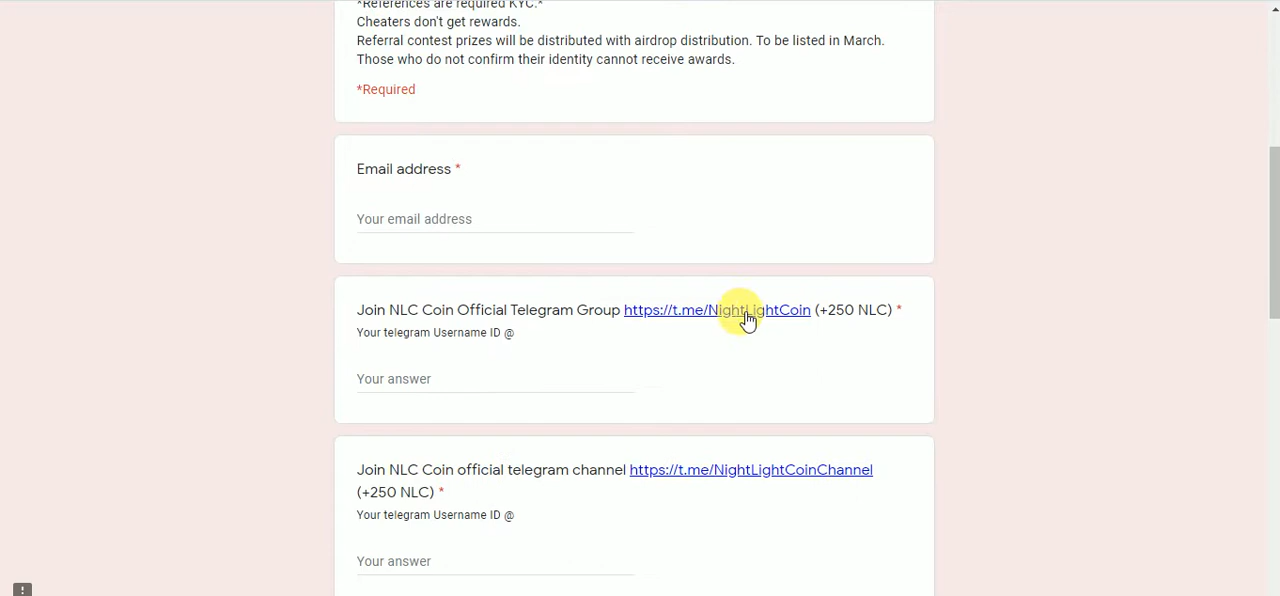 *References are required KYC.*
Cheaters don't get rewards.
Referral contest prizes will be distributed with airdrop distribution. To be listed in March.
Those who do not confirm their identity cannot receive awards.
*Required
Email address *
Your email address
Join NLC Coin Official Telegram Group https://t.me/NightLightCoin (+250 NLC) *
Your telegram Username ID @
Your answer
Join NLC Coin official telegram channel https://t.me/NightLightCoinChannel
(+250 NLC) *
Your telegram Username ID @
Your answer
!